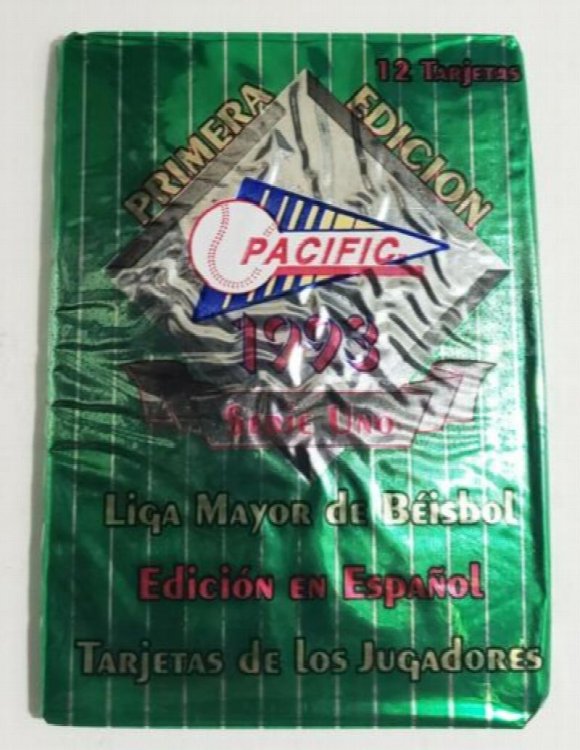 12 Tarjetas
PRIMERA EDICION
PACIFIC
1993
Serie Uno
Liga Mayor de Béisbol
Edición en Español
Tarjetas de los Jugadores